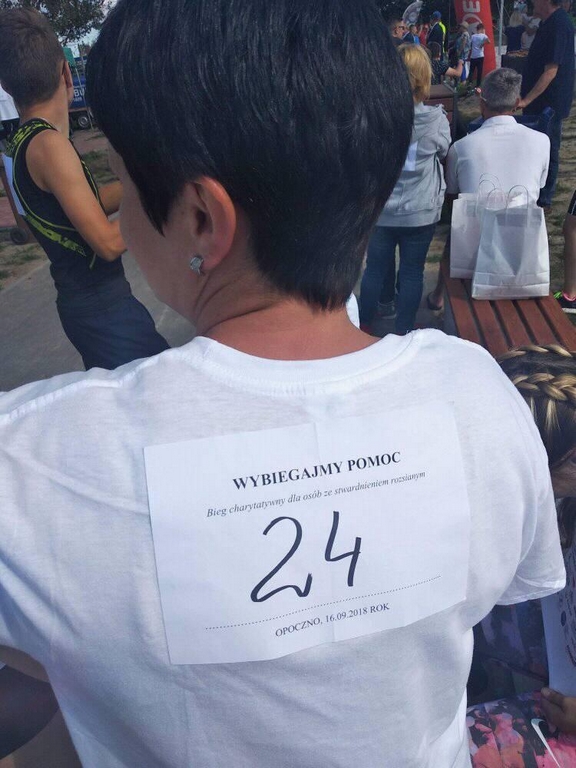 WYBIEGAJMY POMOC
Bieg charytatywny dla osób ze stwardnieniem rozsianym
24
OPOCZNO, 16.09.2018 ROK